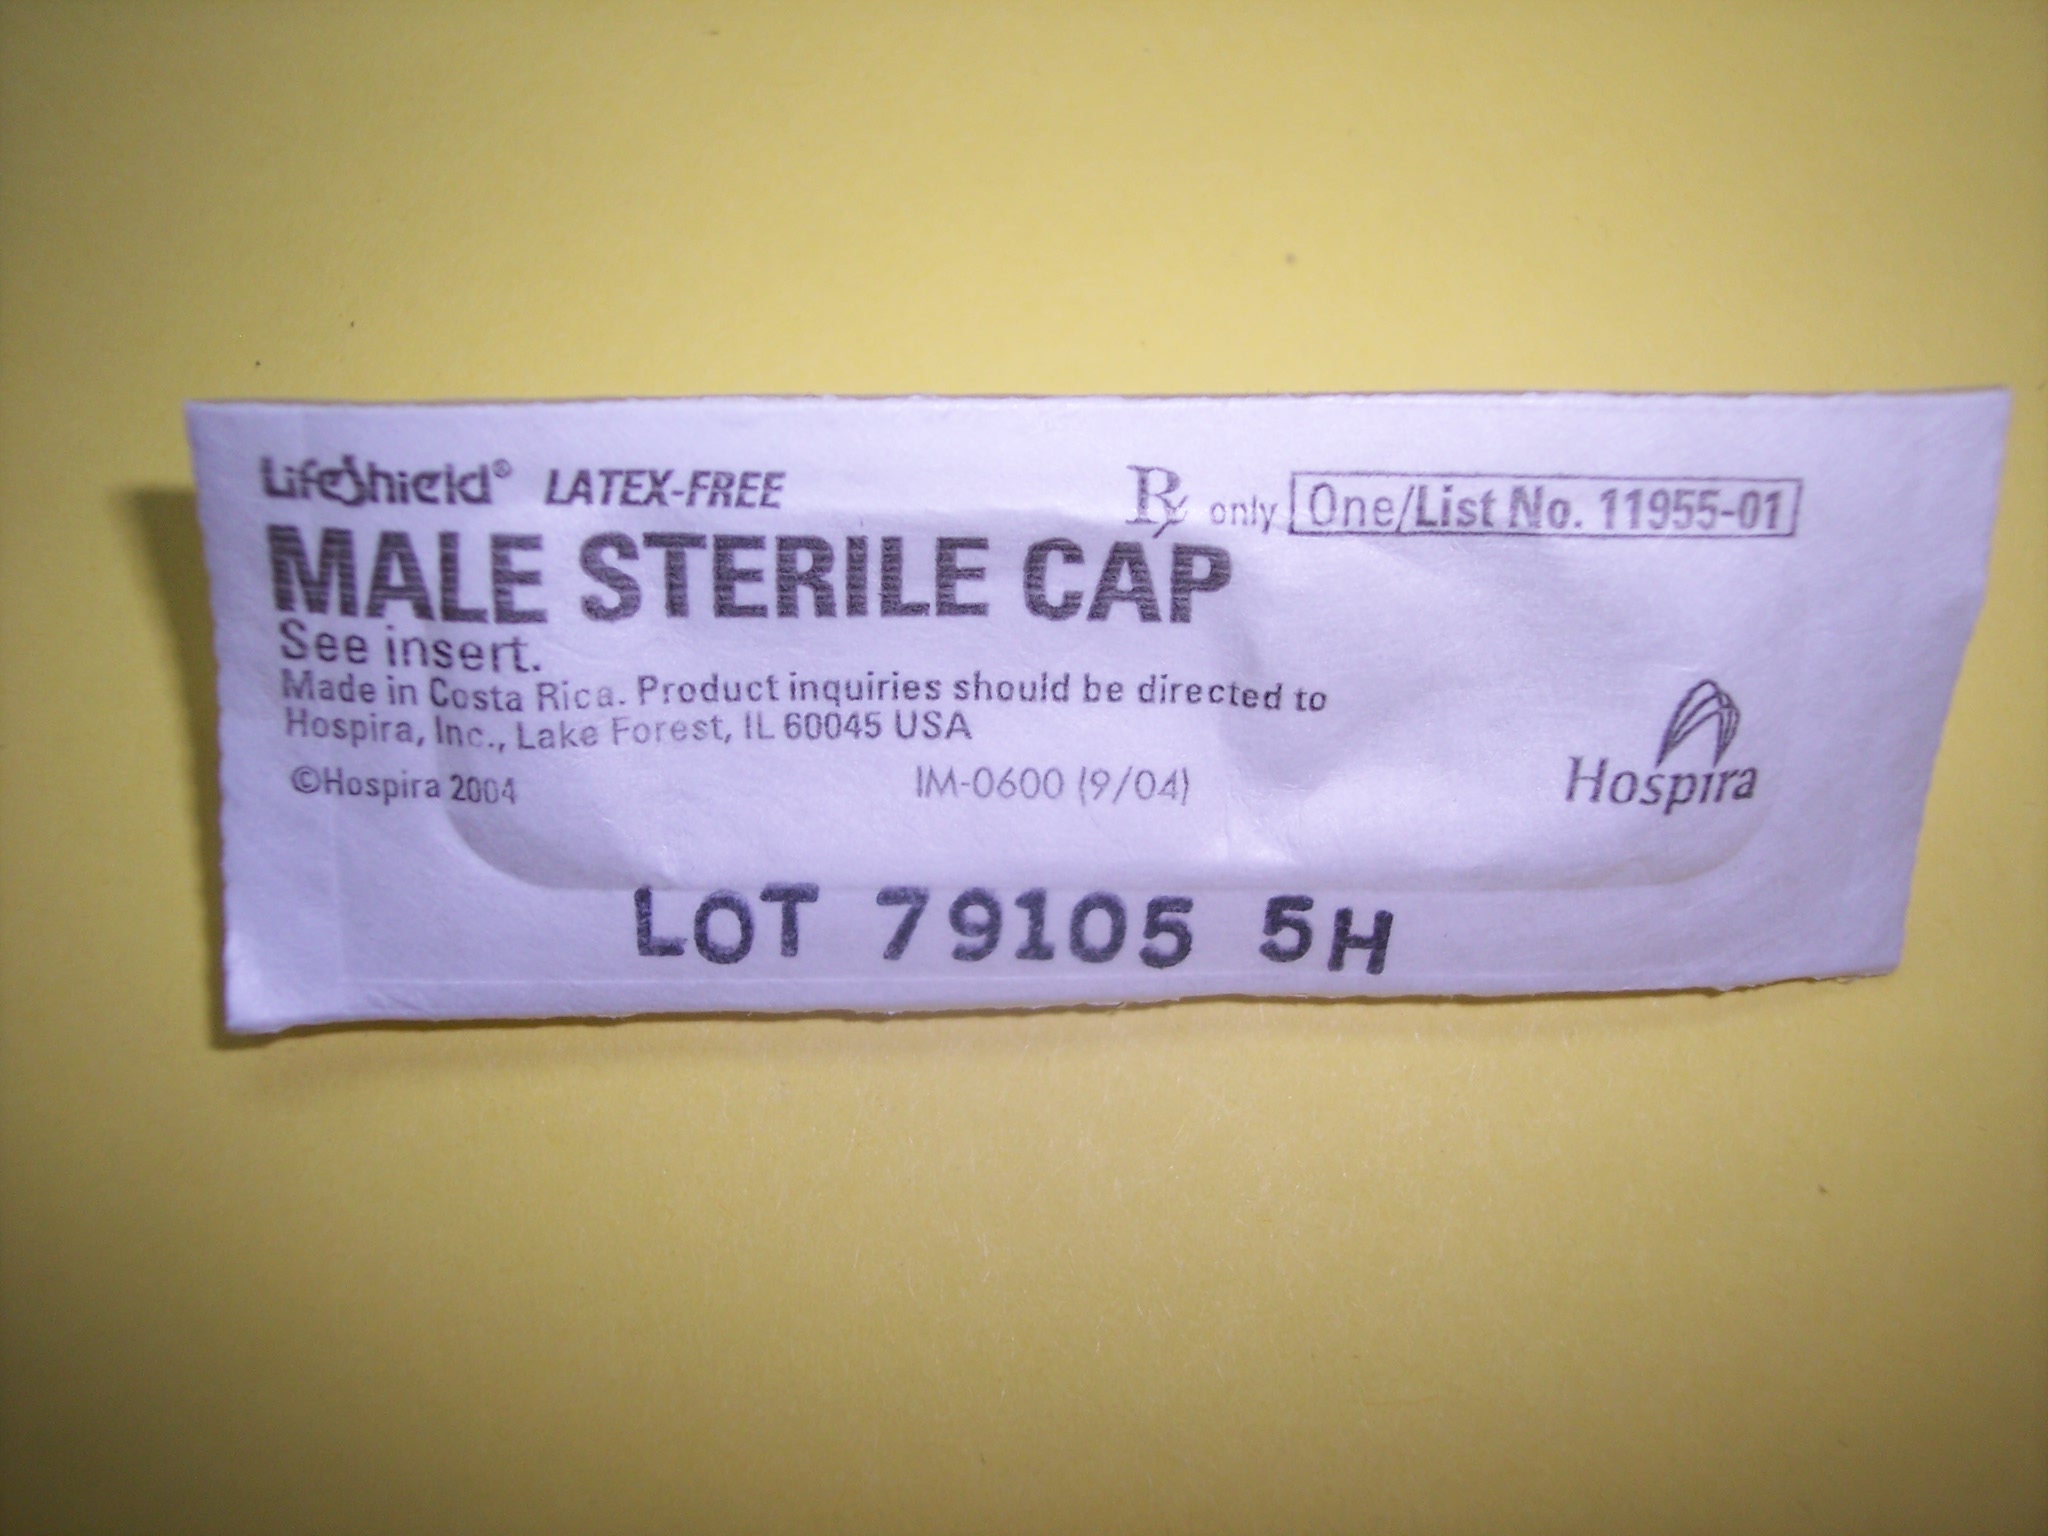 LifeShield® LATEX-FREE ℞ only One/List No. 11955-01
MALE STERILE CAP
See insert.
Made in Costa Rica. Product inquiries should be directed to
Hospira, Inc., Lake Forest, IL 60045 USA
©Hospira 2004 IM-0600 (9/04) Hospira
LOT 79105 5H